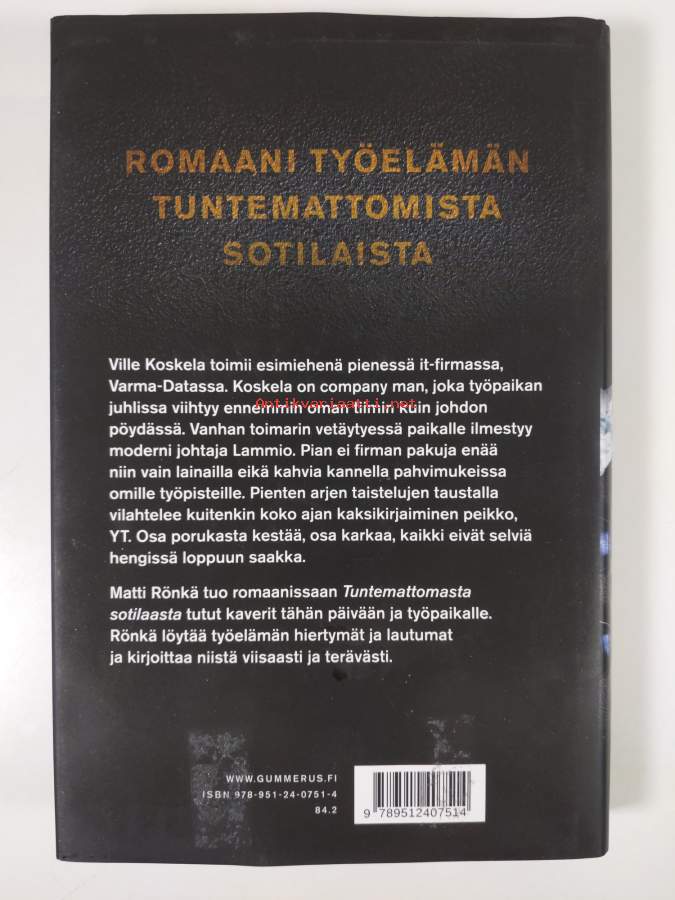 ROMAANI TYÖELÄMÄN
TUNTEMATTOMISTA
SOTILAISTA
Ville Koskela toimii esimiehenä pienessä it-firmassa,
Varma-Datassa. Koskela on company man, joka työpaikan
juhlissa viihtyy ennemmin oman tiimin kuin johdon
Antikvariaatti.net
pöydässä. Vanhan toimarin vetäytyessä paikalle ilmestyy
moderni johtaja Lammio. Pian ei firman pakuja enää
niin vain lainailla eikä kahvia kannella pahvimukeissa
omille työpisteille. Pienten arjen taistelujen taustalla
vilahtelee kuitenkin koko ajan kaksikirjaiminen peikko,
YT. Osa porukasta kestää, osa karkaa, kaikki eivät selviä
hengissä loppuun saakka.
Matti Rönkä tuo romaanissaan Tuntemattomasta
sotilaasta tutut kaverit tähän päivään ja työpaikalle.
Rönkä löytää työelämän hiertymät ja lautumat
ja kirjoittaa niistä viisaasti ja terävästi.
WWW.GUMMERUS.FI
ISBN 978-951-24-0751-4
84.2
9 789512 407514